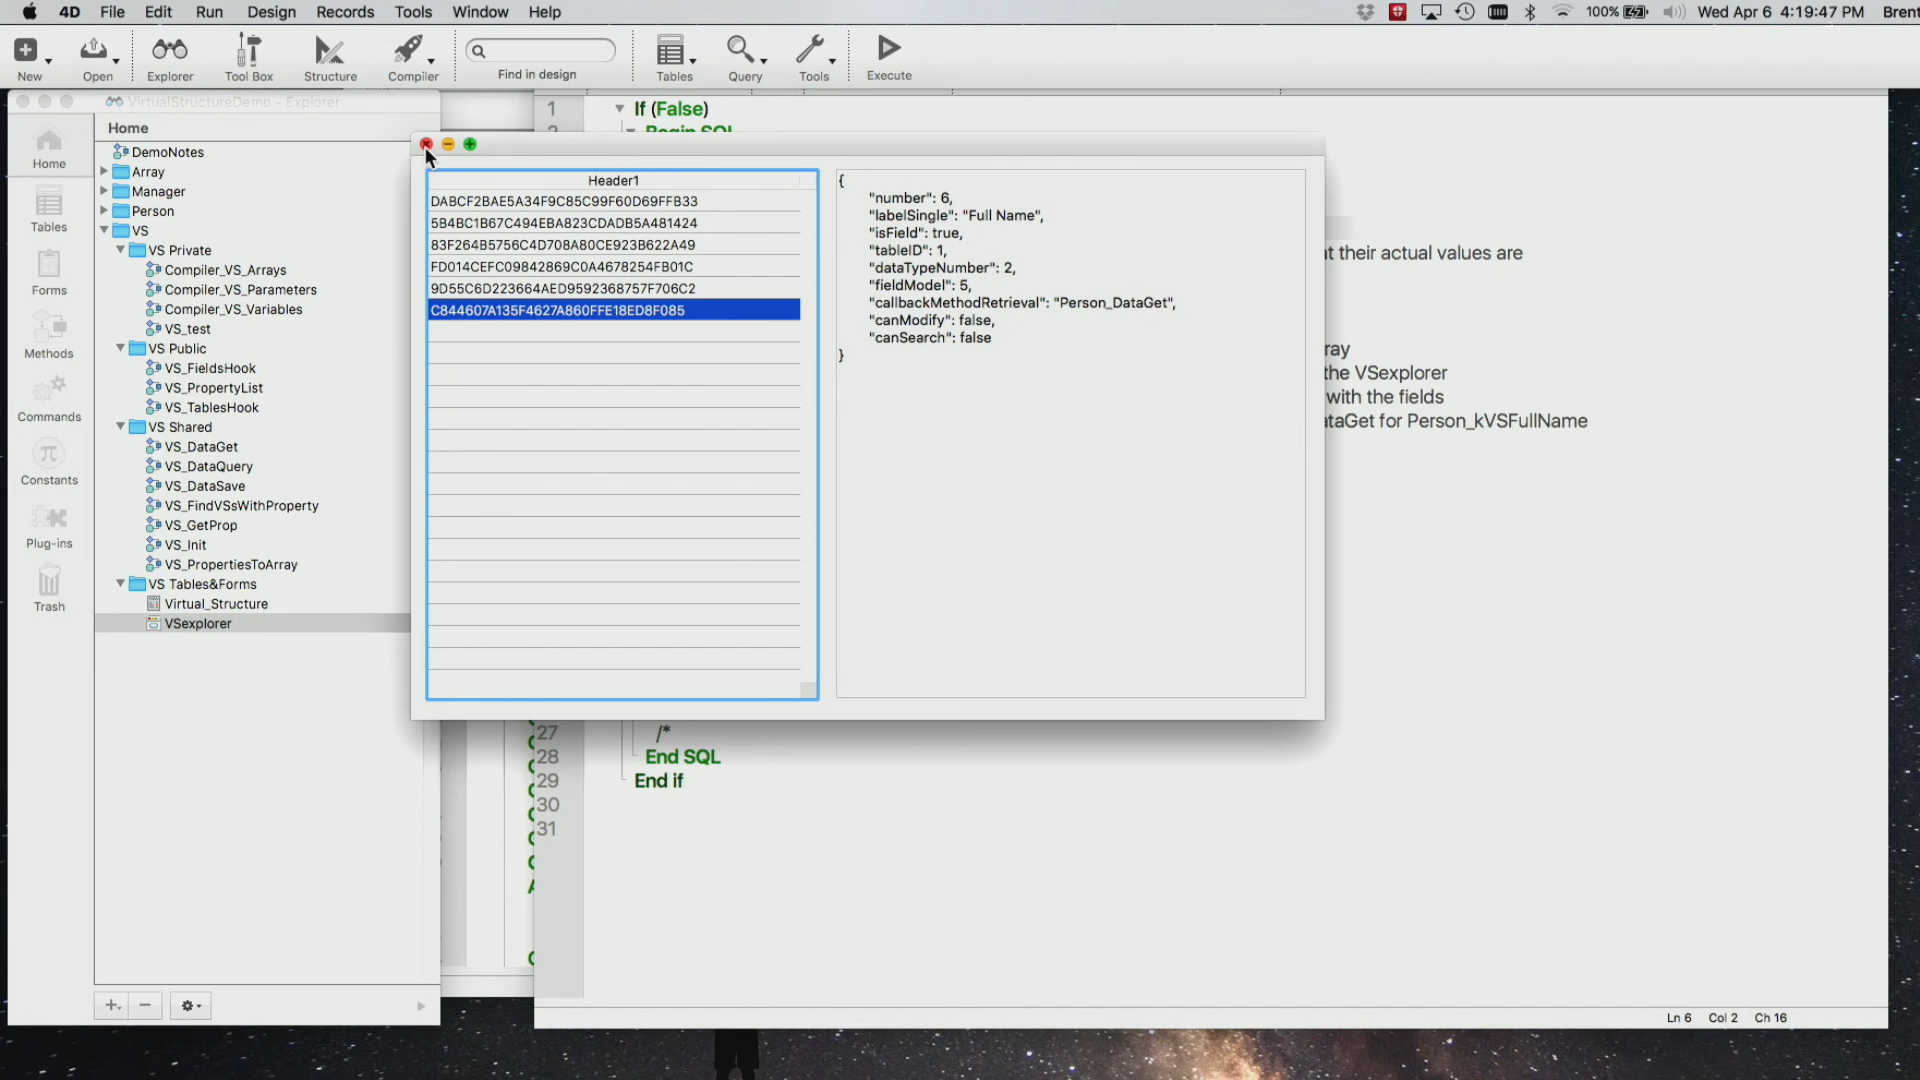 4D File Edit Run Design Records Tools Window Help
100% Wed Apr 6 4:19:47 PM Brent
New Open Explorer Tool Box Structure Compiler Find in design Tables Query Tools Execute
VirtualStructureDemo - Explorer
Home
Tables
Forms
Methods
Commands
Constants
Plug-ins
Trash
Home
DemoNotes
Array
Manager
Person
VS
VS Private
Compiler_VS_Arrays
Compiler_VS_Parameters
Compiler_VS_Variables
VS_test
VS Public
VS_FieldsHook
VS_PropertyList
VS_TablesHook
VS Shared
VS_DataGet
VS_DataQuery
VS_DataSave
VS_FindVSsWithProperty
VS_GetProp
VS_Init
VS_PropertiesToArray
VS Tables&Forms
Virtual_Structure
VSexplorer
1 If (False)
Begin SQL
Header1
DABCF2BAE5A34F9C85C99F60D69FFB33
5B4BC1B67C494EBA823CDADB5A481424
83F264B5756C4D708A80CE923B622A49
FD014CEFC09842869C0A4678254FB01C
9D55C6D223664AED9592368757F706C2
C844607A135F4627A860FFE18ED8F085
{
"number": 6,
"labelSingle": "Full Name",
"isField": true,
"tableID": 1,
"dataTypeNumber": 2,
"fieldModel": 5,
"callbackMethodRetrieval": "Person_DataGet",
"canModify": false,
"canSearch": false
}
t their actual values are
ray
the VSexplorer
with the fields
ataGet for Person_kVSFullName
27 /*
28 End SQL
29 End if
30
31
Ln 6 Col 2 Ch 16